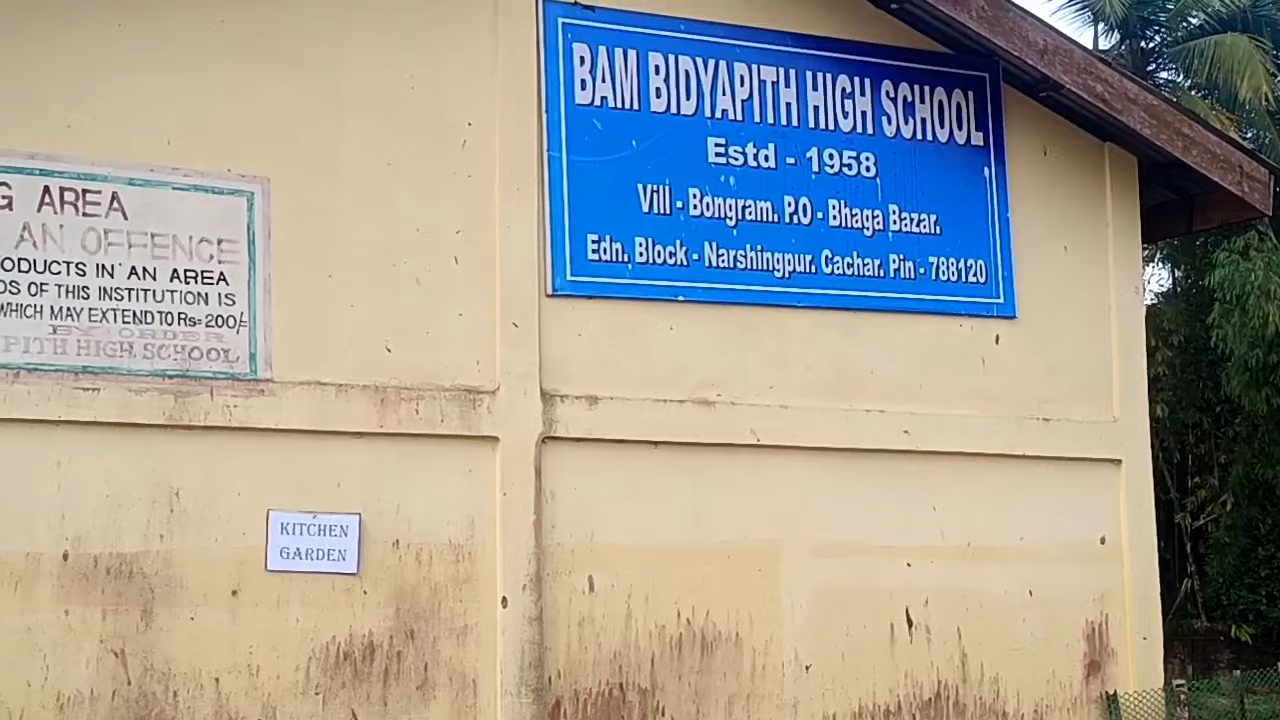 BAM BIDYAPITH HIGH SCHOOL
Estd - 1958
Vill - Bongram. P.O - Bhaga Bazar.
Edn. Block - Narshingpur. Cachar. Pin - 788120
G AREA
AN OFFENCE
ODUCTS IN AN AREA
DS OF THIS INSTITUTION IS
WHICH MAY EXTEND TO Rs=200/=
BY ORDER
PITH HIGH SCHOOL
KITCHEN
GARDEN